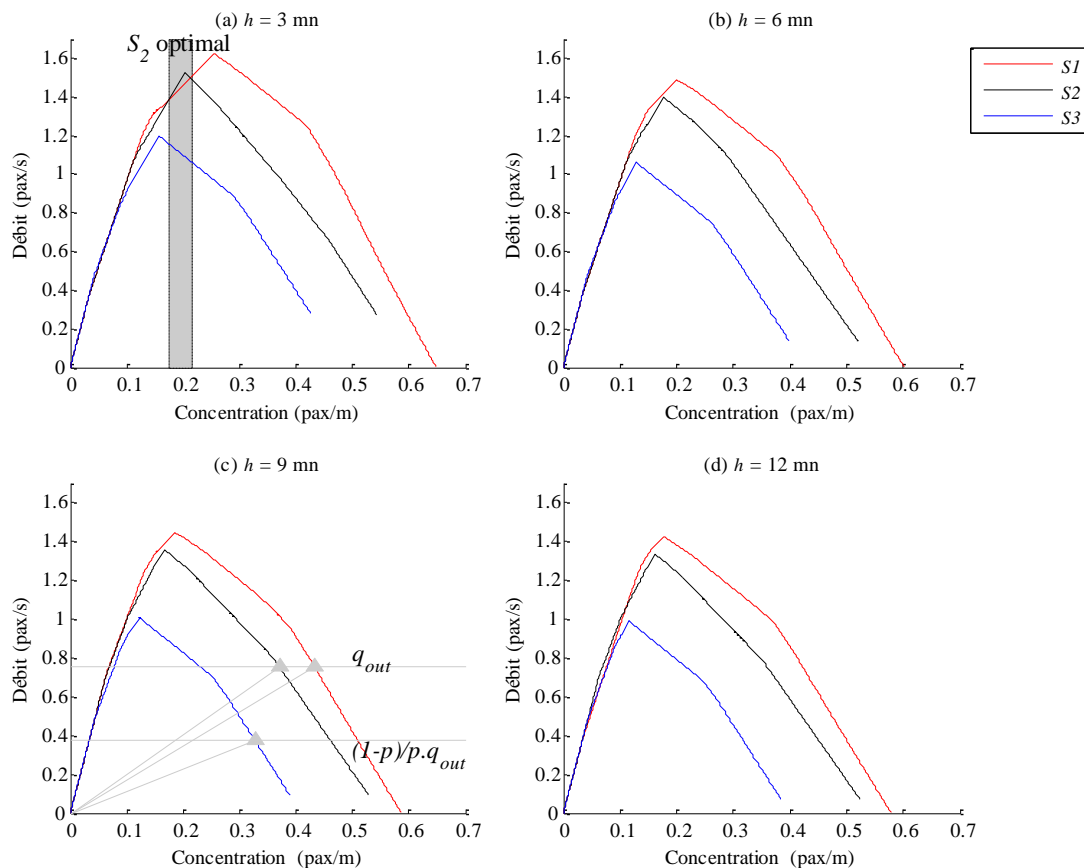 (a) h = 3 mn
S2 optimal
1.6
1.4
1.2
1
0.8
0.6
0.4
0.2
0
Débit (pax/s)
0 0.1 0.2 0.3 0.4 0.5 0.6 0.7
Concentration (pax/m)
(b) h = 6 mn
1.6
1.4
1.2
1
0.8
0.6
0.4
0.2
0
Débit (pax/s)
0 0.1 0.2 0.3 0.4 0.5 0.6 0.7
Concentration (pax/m)
S1
S2
S3
(c) h = 9 mn
1.6
1.4
1.2
1
0.8
0.6
0.4
0.2
0
Débit (pax/s)
qout
(1-p)/p.qout
0 0.1 0.2 0.3 0.4 0.5 0.6 0.7
Concentration (pax/m)
(d) h = 12 mn
1.6
1.4
1.2
1
0.8
0.6
0.4
0.2
0
Débit (pax/s)
0 0.1 0.2 0.3 0.4 0.5 0.6 0.7
Concentration (pax/m)